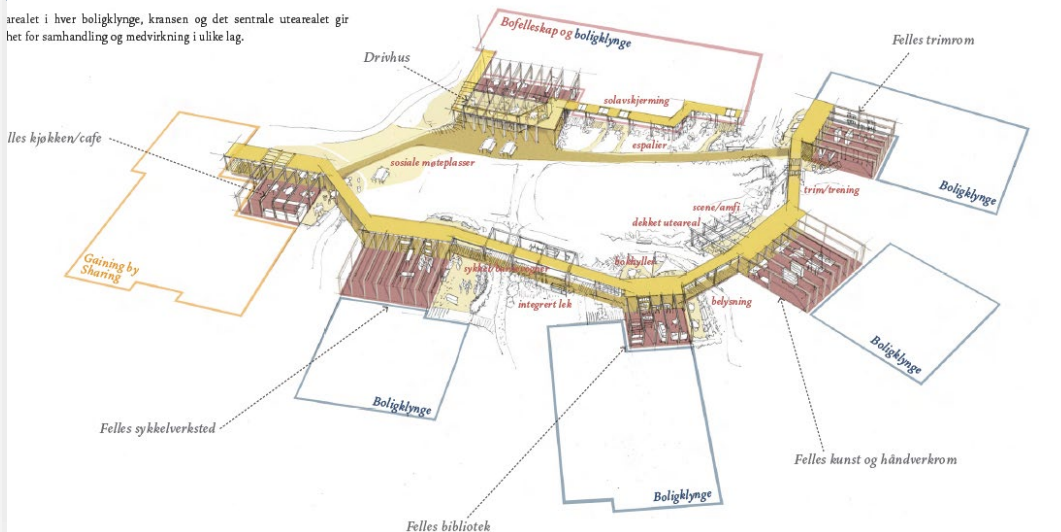 arealet i hver boligklynge, kransen og det sentrale utearealet gir
het for samhandling og medvirkning i ulike lag.
Bofelleskap og boligklynge
Felles trimrom
Drivhus
solavskjerming
espalier
lles kjøkken/cafe
sosiale møteplasser
trim/trening
Boligklynge
scene/amfi
dekket uteareal
Gaining by
Sharing
bokhyller
sykkel/barnevogner
integrert lek
belysning
Boligklynge
Boligklynge
Felles sykkelverksted
Felles kunst og håndverkrom
Boligklynge
Felles bibliotek